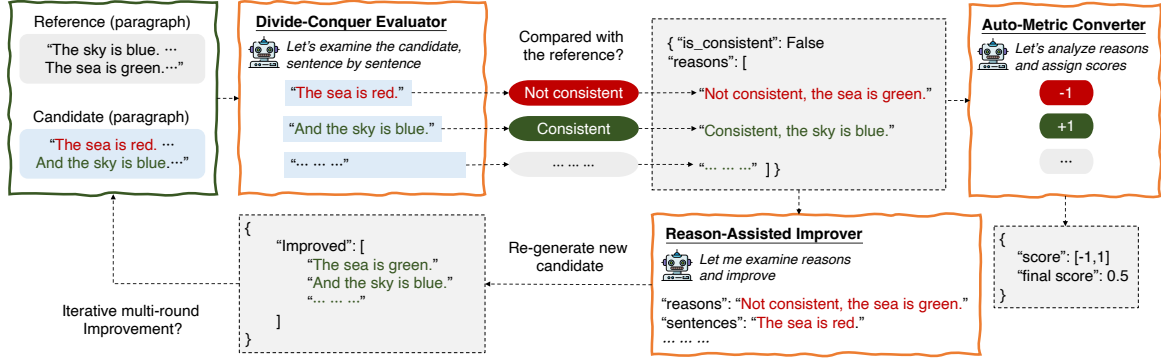 Reference (paragraph)
“The sky is blue. ···
The sea is green.···”
Candidate (paragraph)
“The sea is red. ···
And the sky is blue.···”
Divide-Conquer Evaluator
Let’s examine the candidate,
sentence by sentence
“The sea is red.”
“And the sky is blue.”
“··· ··· ···”
Compared with
the reference?
Not consistent
Consistent
··· ··· ···
{ “is_consistent”: False
“reasons”: [
“Not consistent, the sea is green.”
“Consistent, the sky is blue.”
“··· ··· ···” ] }
Auto-Metric Converter
Let’s analyze reasons
and assign scores
-1
+1
···
{
“score”: [-1,1]
“final score”: 0.5
}
Reason-Assisted Improver
Let me examine reasons
and improve
“reasons”: “Not consistent, the sea is green.”
“sentences”: “The sea is red.”
··· ··· ···
Re-generate new
candidate
{
“Improved”: [
“The sea is green.”
“And the sky is blue.”
“··· ··· ···”
]
}
Iterative multi-round
Improvement?